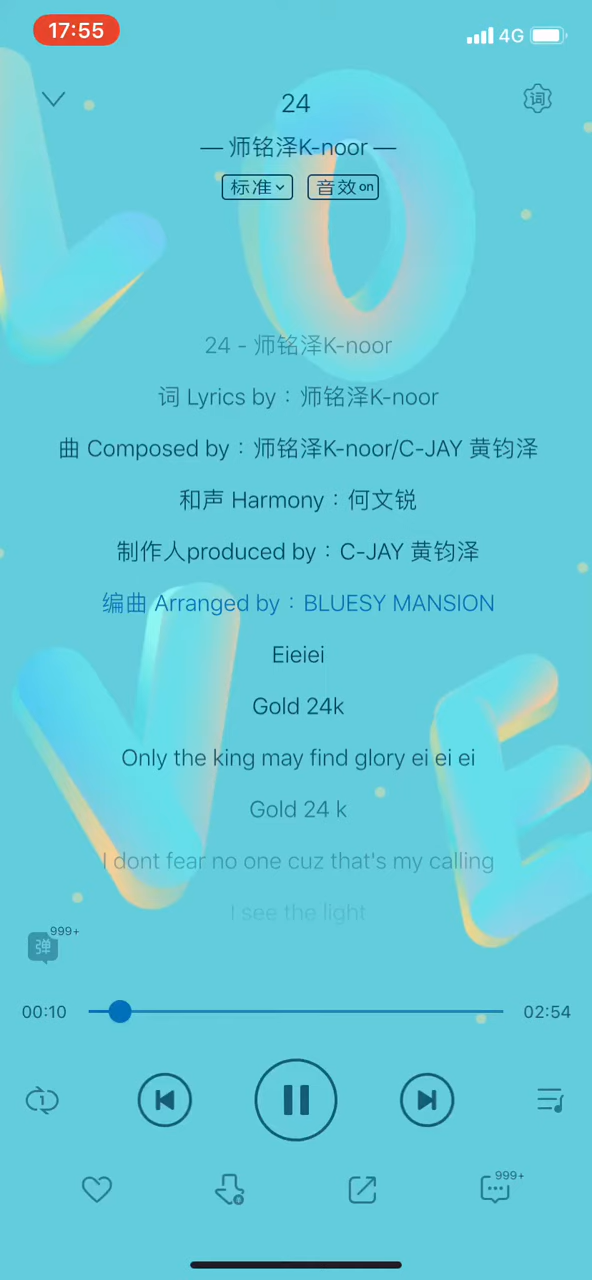 17:55
4G
24
词
— 师铭泽K-noor —
标准
音效on
24 - 师铭泽K-noor
词 Lyrics by：师铭泽K-noor
曲 Composed by：师铭泽K-noor/C-JAY 黄钧泽
和声 Harmony：何文锐
制作人produced by：C-JAY 黄钧泽
编曲 Arranged by：BLUESY MANSION
Eieiei
Gold 24k
Only the king may find glory ei ei ei
Gold 24 k
I dont fear no one cuz that's my calling
I see the light
弹 999+
00:10
02:54
1
999+
LOVE